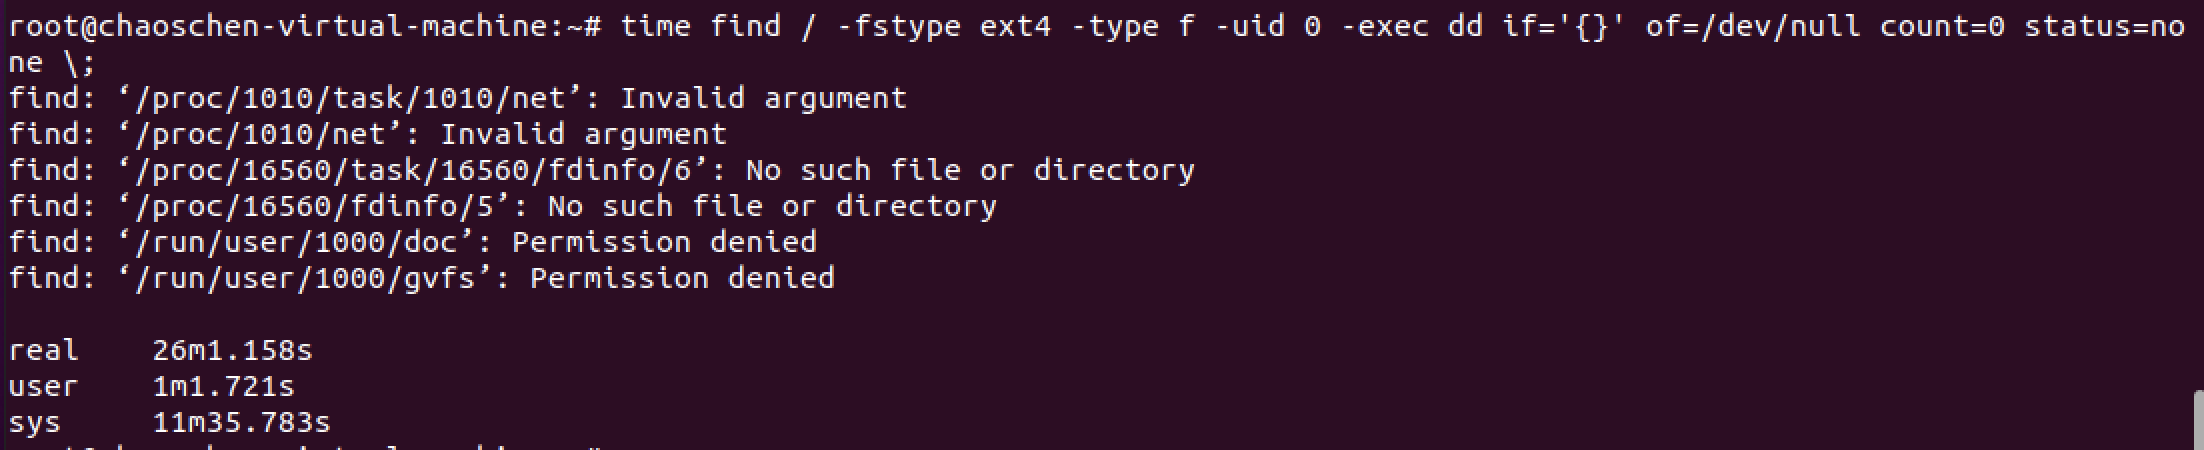 root@chaoschen-virtual-machine:~# time find / -fstype ext4 -type f -uid 0 -exec dd if='{}' of=/dev/null count=0 status=no
ne \;
find: ‘/proc/1010/task/1010/net’: Invalid argument
find: ‘/proc/1010/net’: Invalid argument
find: ‘/proc/16560/task/16560/fdinfo/6’: No such file or directory
find: ‘/proc/16560/fdinfo/5’: No such file or directory
find: ‘/run/user/1000/doc’: Permission denied
find: ‘/run/user/1000/gvfs’: Permission denied
real 26m1.158s
user 1m1.721s
sys 11m35.783s